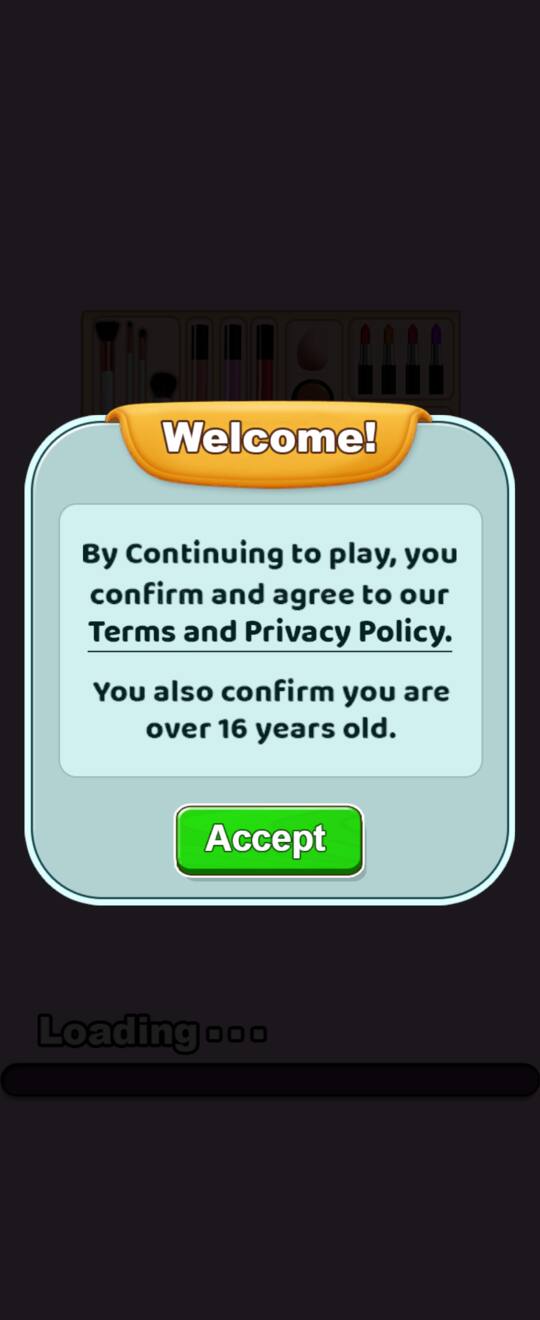 Welcome!
By Continuing to play, you
confirm and agree to our
Terms and Privacy Policy.
You also confirm you are
over 16 years old.
Accept
Loading...